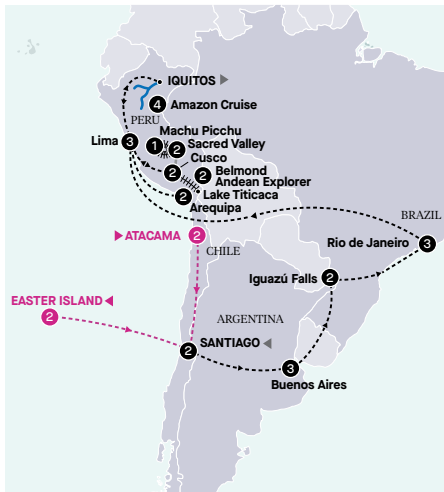 IQUITOS
4
Amazon Cruise
PERU
Machu Picchu
1
2
Sacred Valley
Lima
3
Cusco
2
2
Belmond
Andean Explorer
Lake Titicaca
2
Arequipa
ATACAMA
2
CHILE
BRAZIL
Rio de Janeiro
3
Iguazú Falls
2
EASTER ISLAND
2
ARGENTINA
SANTIAGO
2
3
Buenos Aires